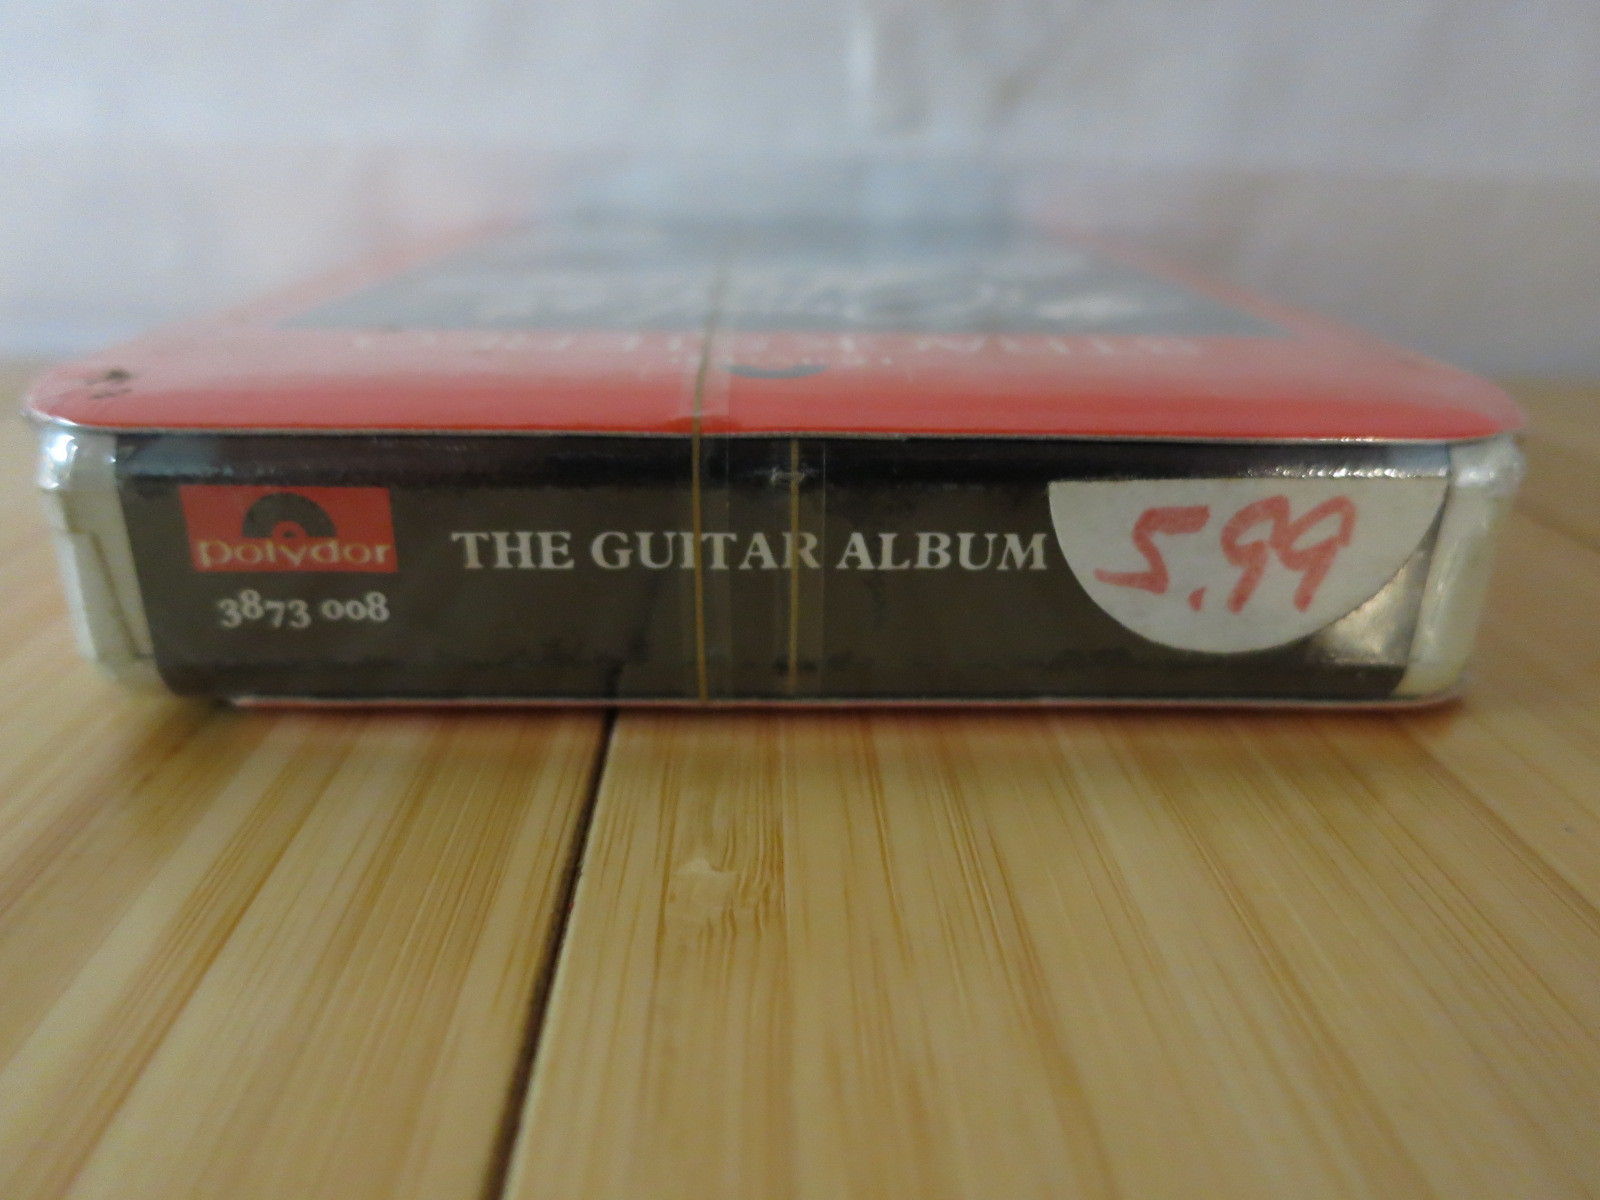 polydor
3873 008
THE GUITAR ALBUM
5.99